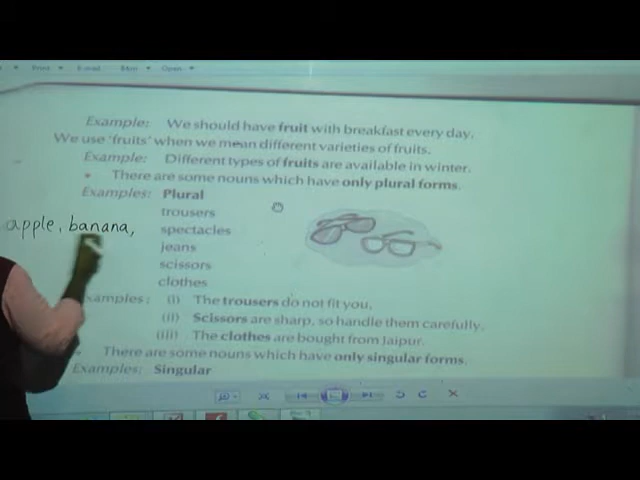 Print E-mail Burn Open
Example: We should have fruit with breakfast every day.
We use 'fruits' when we mean different varieties of fruits.
Example: Different types of fruits are available in winter.
• There are some nouns which have only plural forms.
Examples: Plural
trousers
apple, banana,
spectacles
jeans
scissors
clothes
Examples : (i) The trousers do not fit you.
(ii) Scissors are sharp, so handle them carefully.
(iii) The clothes are bought from Jaipur.
• There are some nouns which have only singular forms.
Examples: Singular